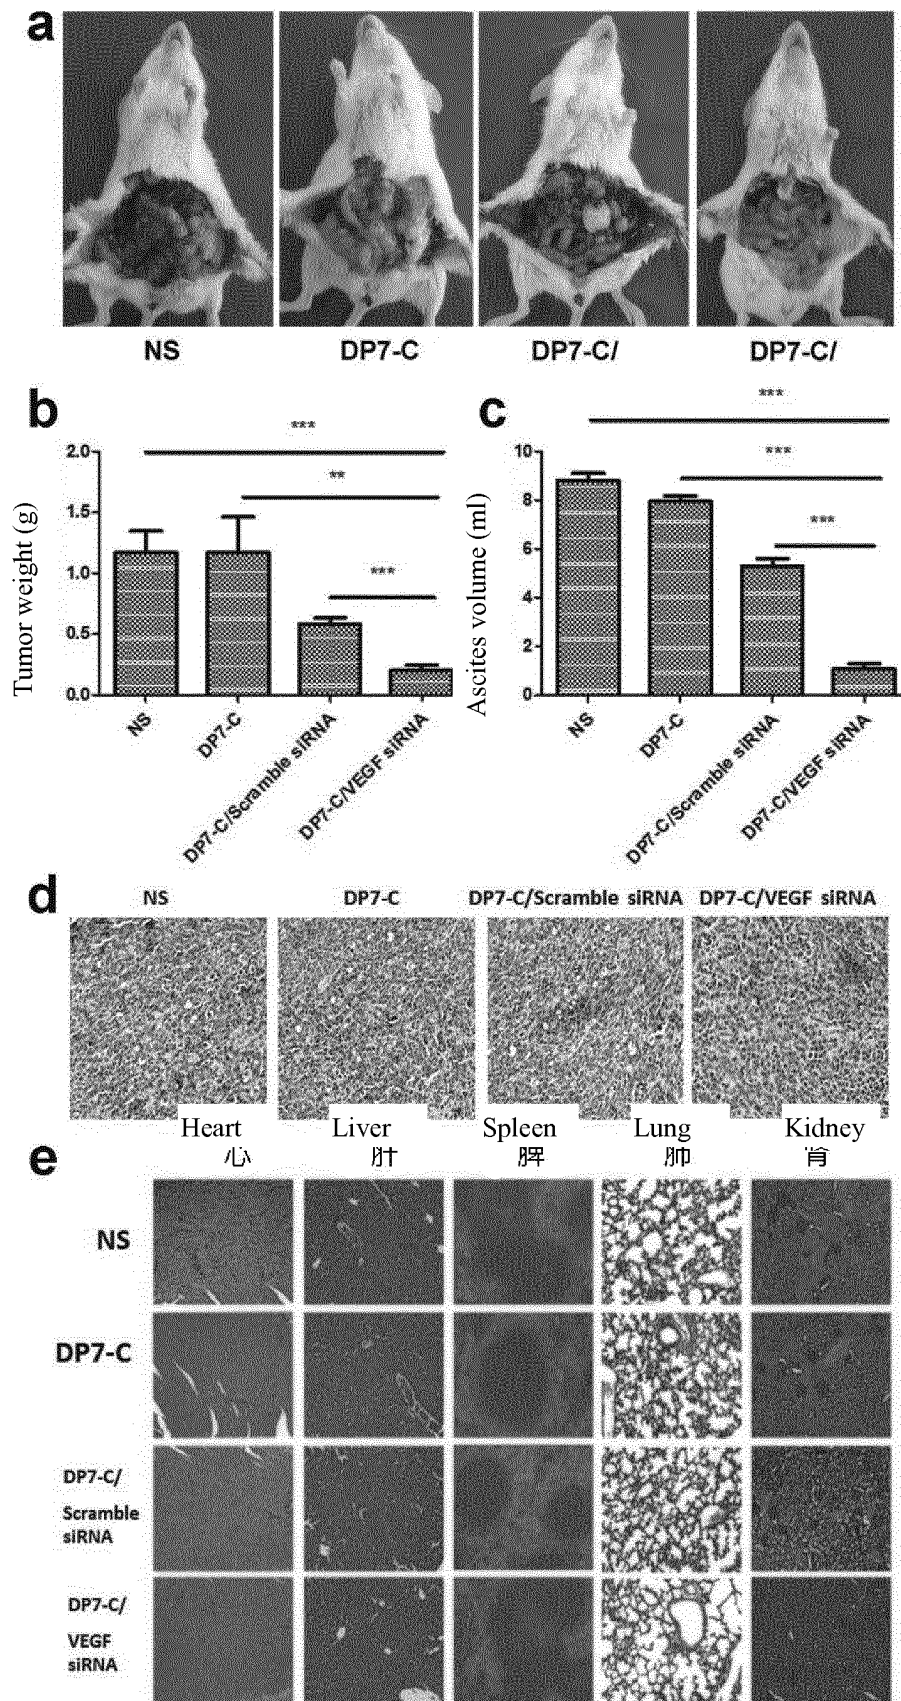 a
NS DP7-C DP7-C/ DP7-C/
b
***
**
***
2.0
1.5
1.0
0.5
0.0
Tumor weight (g)
NS
DP7-C
DP7-C/Scramble siRNA
DP7-C/VEGF siRNA
c
***
***
***
10
8
6
4
2
0
Ascites volume (ml)
NS
DP7-C
DP7-C/Scramble siRNA
DP7-C/VEGF siRNA
d
NS DP7-C DP7-C/Scramble siRNA DP7-C/VEGF siRNA
Heart Liver Spleen Lung Kidney
e
心 肝 脾 肺 肾
NS
DP7-C
DP7-C/
Scramble
siRNA
DP7-C/
VEGF
siRNA